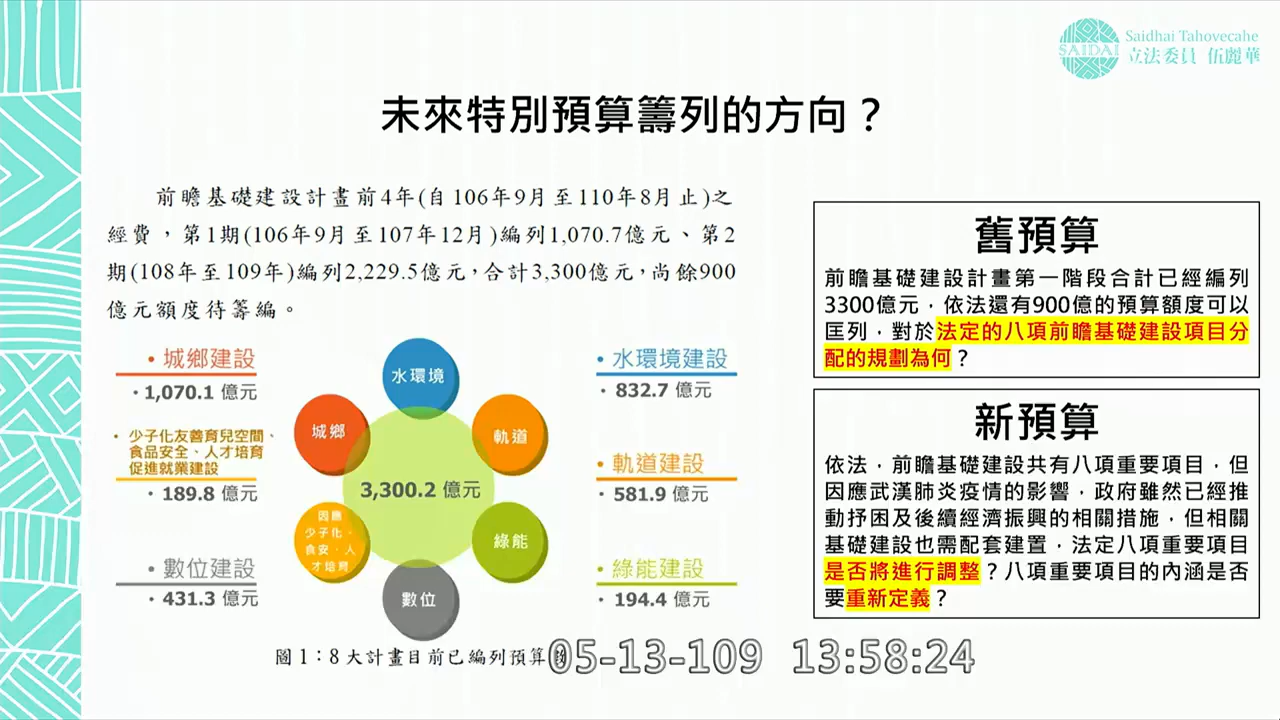 SAIDAI
Saidhai Tahovecahe
立法委員 伍麗華
未來特別預算籌列的方向？
前瞻基礎建設計畫前4年(自106年9月至110年8月止)之
經費，第1期(106年9月至107年12月)編列1,070.7億元、第2
期(108年至109年)編列2,229.5億元，合計3,300億元，尚餘900
億元額度待籌編。
• 城鄉建設
• 1,070.1 億元
• 少子化友善育兒空間、
食品安全、人才培育
促進就業建設
• 189.8 億元
• 數位建設
• 431.3 億元
水環境
城鄉
軌道
3,300.2 億元
因應
少子化、
食安、人
才培育
綠能
數位
• 水環境建設
• 832.7 億元
• 軌道建設
• 581.9 億元
• 綠能建設
• 194.4 億元
圖1：8大計畫目前已編列預算
舊預算
前瞻基礎建設計畫第一階段合計已經編列
3300億元，依法還有900億的預算額度可以
匡列，對於法定的八項前瞻基礎建設項目分
配的規劃為何？
新預算
依法，前瞻基礎建設共有八項重要項目，但
因應武漢肺炎疫情的影響，政府雖然已經推
動抒困及後續經濟振興的相關措施，但相關
基礎建設也需配套建置，法定八項重要項目
是否將進行調整？八項重要項目的內涵是否
要重新定義？
05-13-109 13:58:24